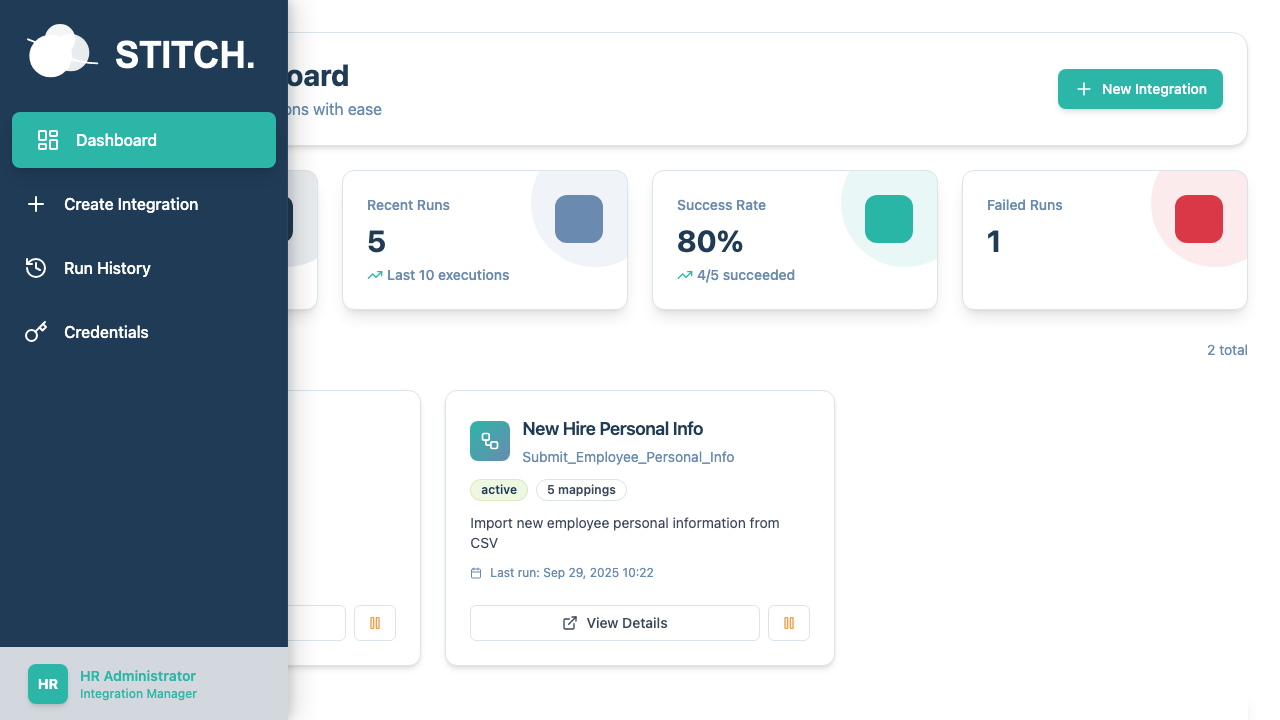 STITCH.
Dashboard
Create Integration
Run History
Credentials
HR
HR Administrator
Integration Manager
oard
ons with ease
New Integration
Recent Runs
5
Last 10 executions
Success Rate
80%
4/5 succeeded
Failed Runs
1
2 total
New Hire Personal Info
Submit_Employee_Personal_Info
active
5 mappings
Import new employee personal information from
CSV
Last run: Sep 29, 2025 10:22
View Details